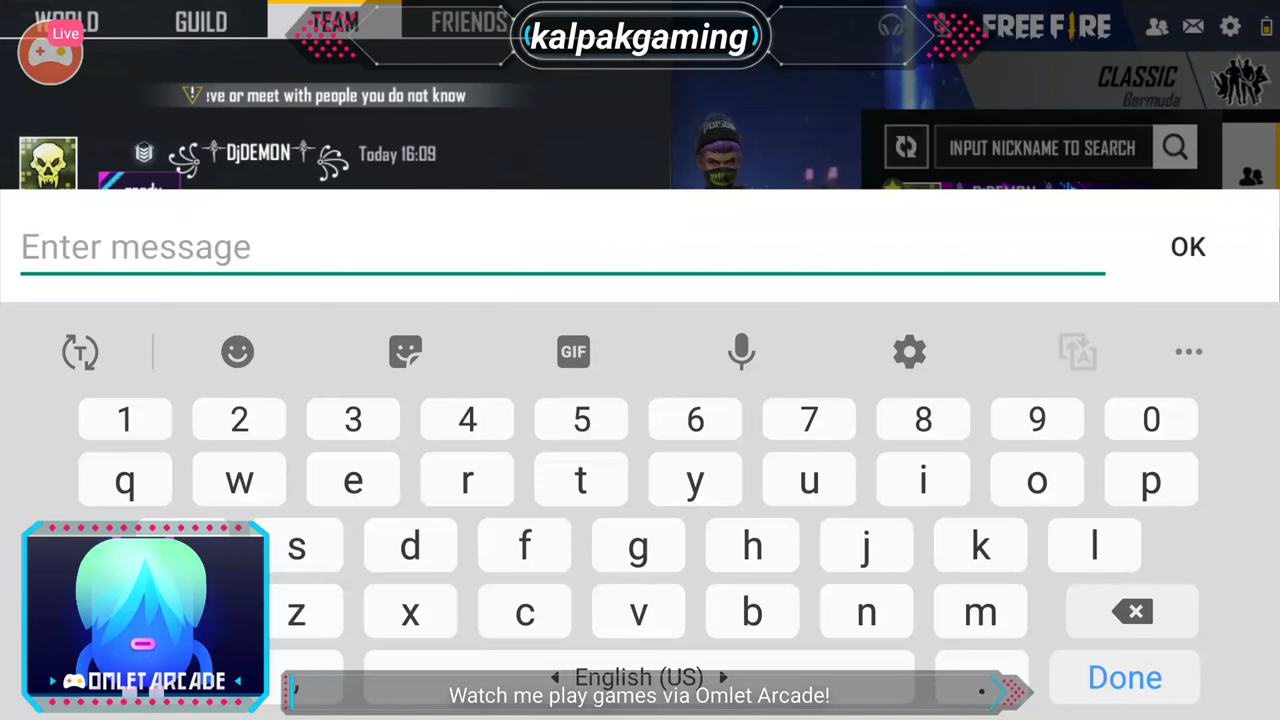 WORLD GUILD TEAM FRIENDS
Live
(kalpakgaming)
FREE FIRE
CLASSIC
Bermuda
eve or meet with people you do not know
DjDEMON
Today 16:09
INPUT NICKNAME TO SEARCH
Enter message
OK
GIF
1 2 3 4 5 6 7 8 9 0
q w e r t y u i o p
s d f g h j k l
z x c v b n m
, English (US) . Done
OMLET ARCADE
Watch me play games via Omlet Arcade!